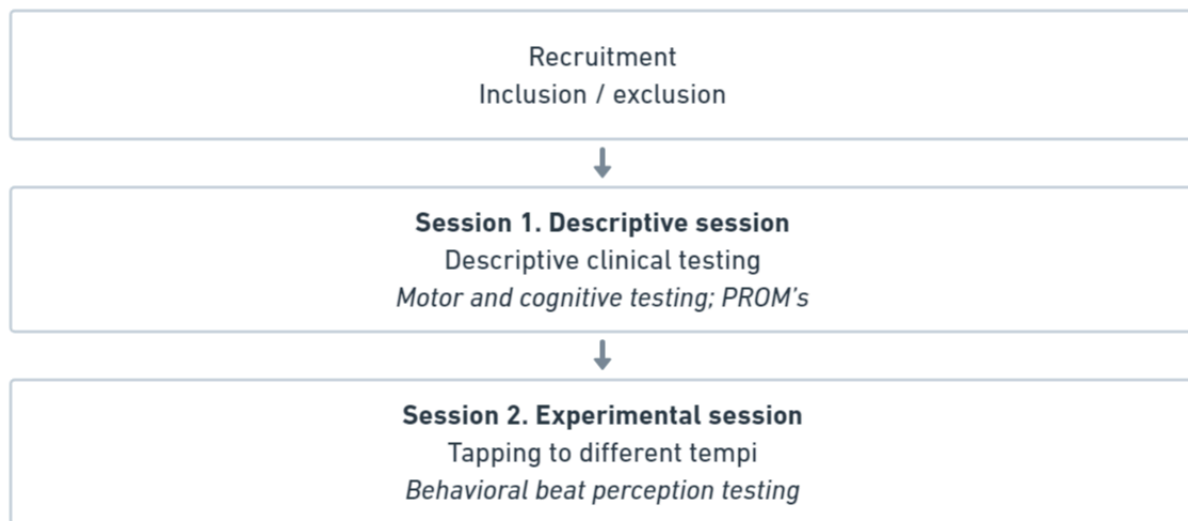 Recruitment
Inclusion / exclusion
Session 1. Descriptive session
Descriptive clinical testing
Motor and cognitive testing; PROM's
Session 2. Experimental session
Tapping to different tempi
Behavioral beat perception testing